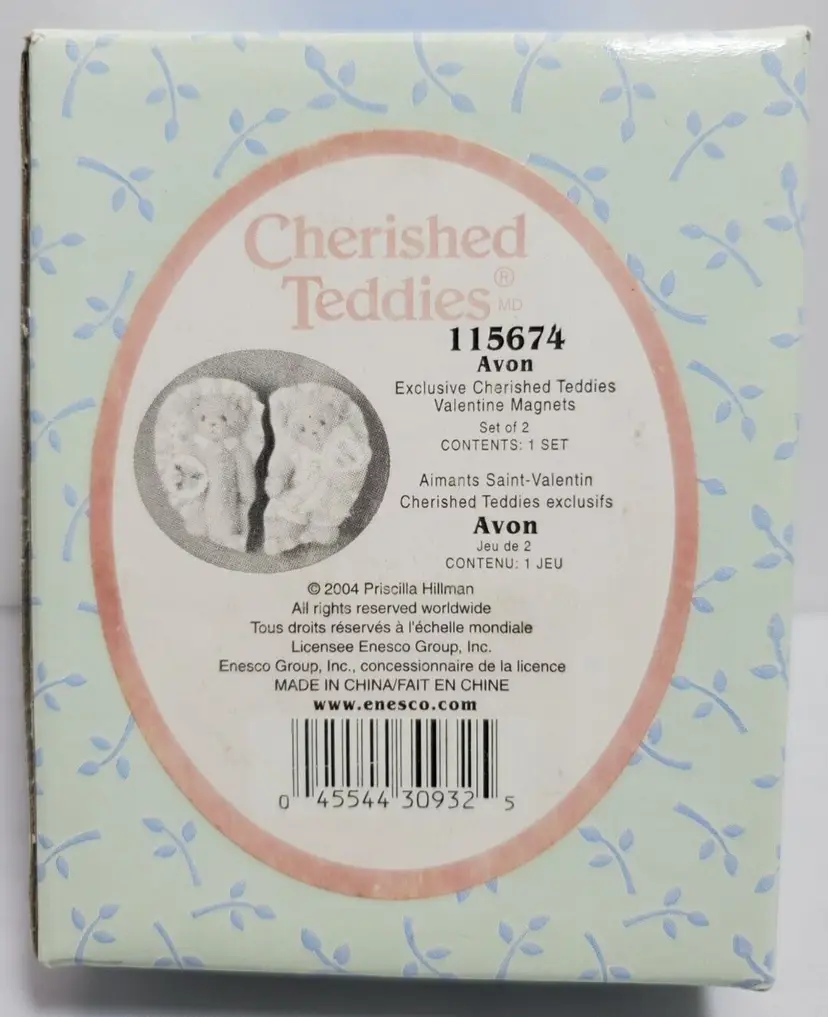 Cherished
Teddies® MD
115674
Avon
Exclusive Cherished Teddies
Valentine Magnets
Set of 2
CONTENTS: 1 SET
Aimants Saint-Valentin
Cherished Teddies exclusifs
Avon
Jeu de 2
CONTENU: 1 JEU
© 2004 Priscilla Hillman
All rights reserved worldwide
Tous droits réservés à l'échelle mondiale
Licensee Enesco Group, Inc.
Enesco Group, Inc., concessionnaire de la licence
MADE IN CHINA/FAIT EN CHINE
www.enesco.com
0 45544 30932 5